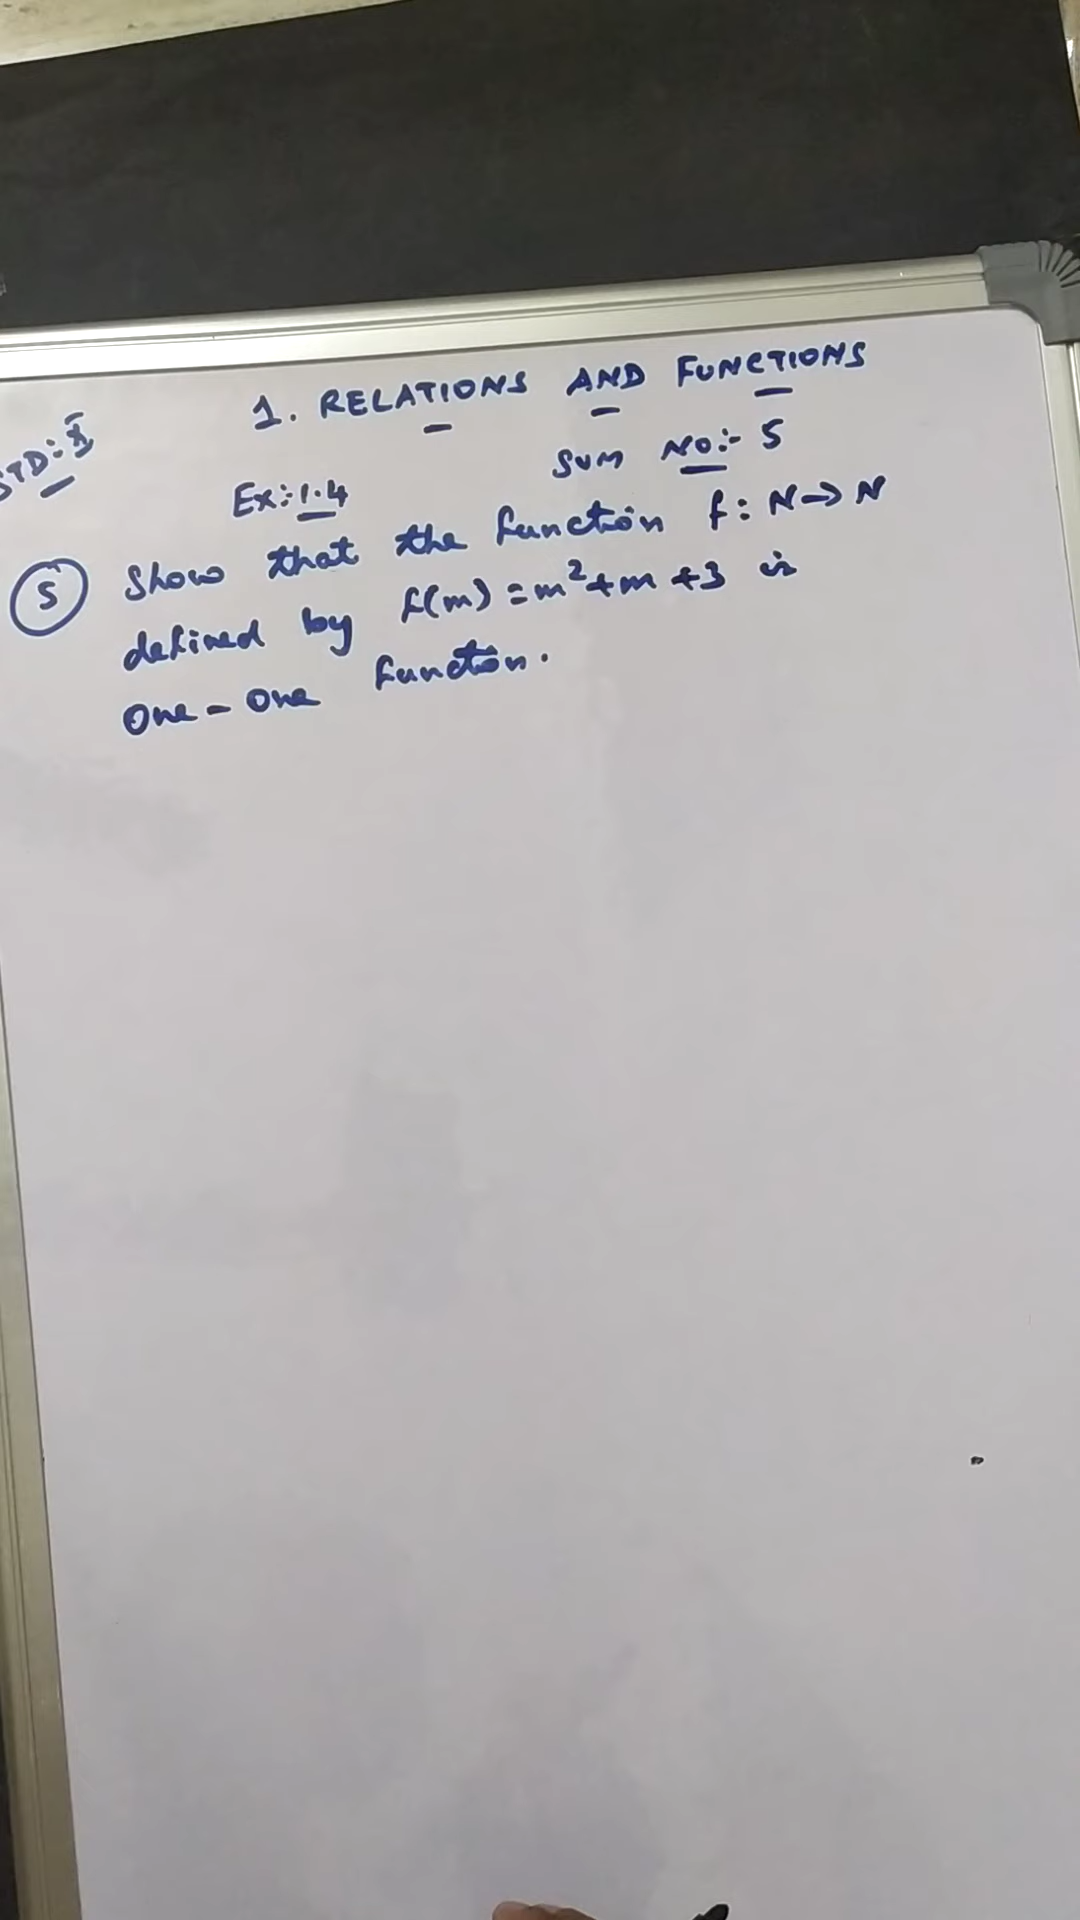 1. RELATIONS AND FUNCTIONS
STD:- X
Ex:- 1.4 SUM NO:- 5
5 Show that the function f: N→N
defined by f(m) = m²+m+3 is
One-One function.